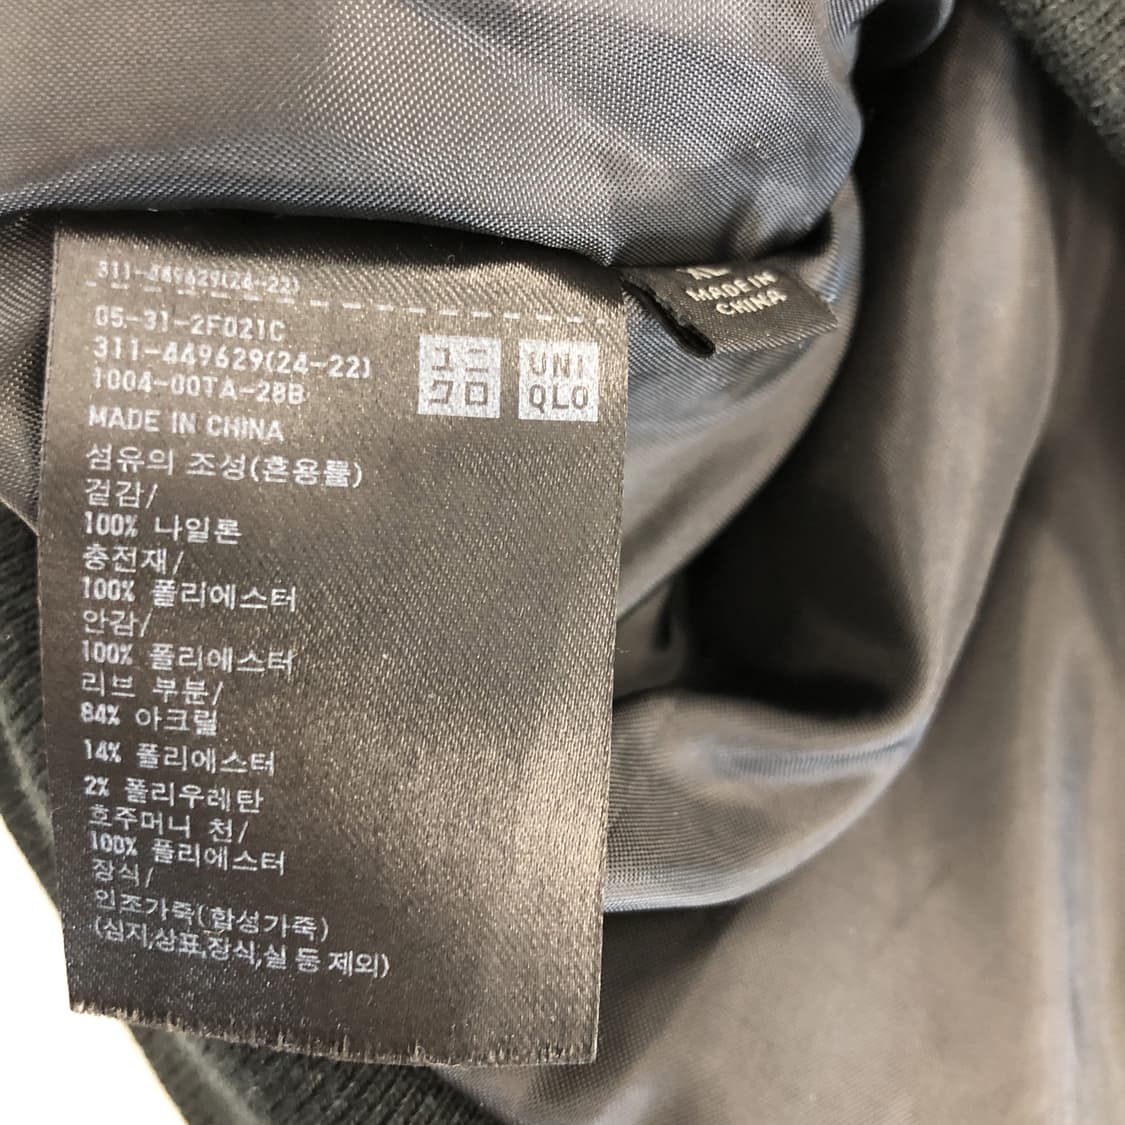 311-449629(24-22)
05-31-2F021C
311-449629(24-22)
1004-00TA-28B
ユニ
クロ
UNI
QLO
MADE IN CHINA
섬유의 조성(혼용률)
겉감/
100% 나일론
충전재/
100% 폴리에스터
안감/
100% 폴리에스터
리브 부분/
84% 아크릴
14% 폴리에스터
2% 폴리우레탄
호주머니 천/
100% 폴리에스터
장식/
인조가죽(합성가죽)
(심지,상표,장식,실 등 제외)
MADE IN
CHINA